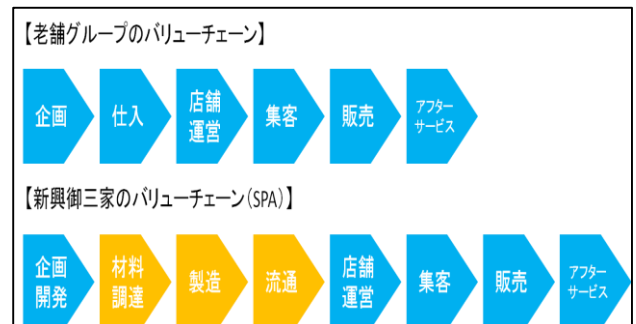 【老舗グループのバリューチェーン】
企画
仕入
店舗
運営
集客
販売
アフター
サービス
【新興御三家のバリューチェーン(SPA)】
企画
開発
材料
調達
製造
流通
店舗
運営
集客
販売
アフター
サービス